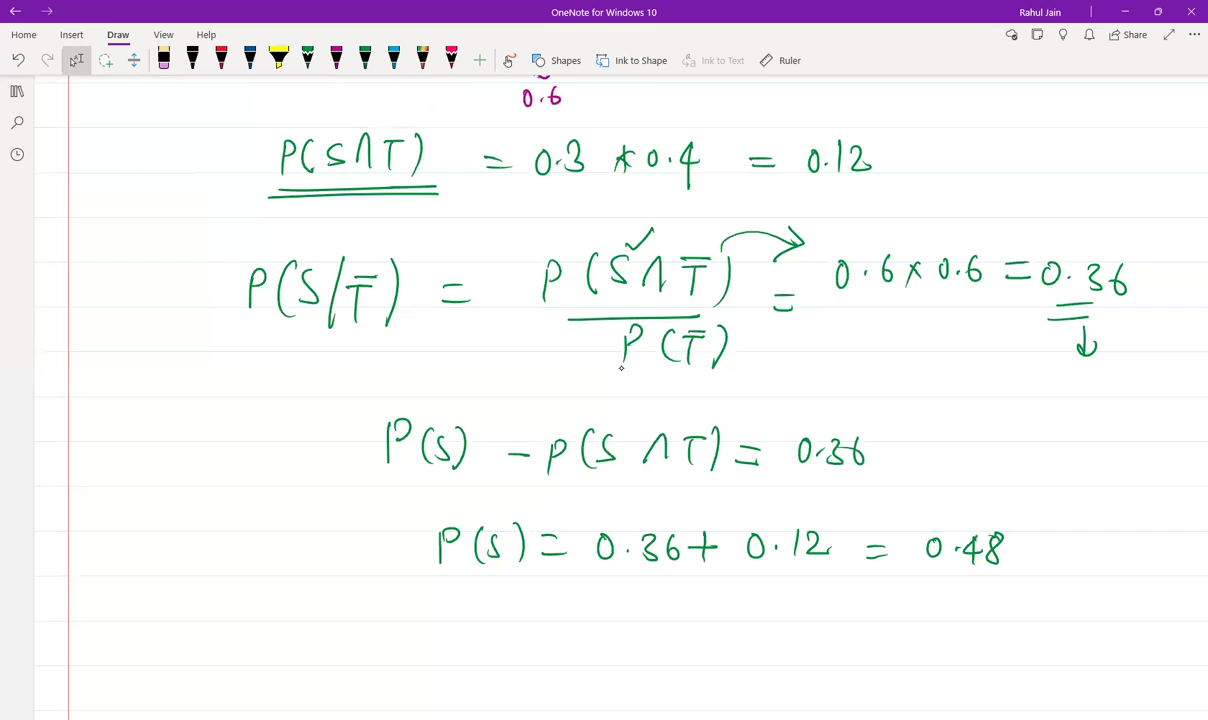 OneNote for Windows 10
Rahul Jain
Home Insert Draw View Help
Share
Shapes Ink to Shape Ink to Text Ruler
0.6
P(S∧T) = 0.3 * 0.4 = 0.12
P(S/T̅) = P(S∧T̅) = 0.6 × 0.6 = 0.36
P(T̅)
P(S) - P(S∧T) = 0.36
P(S) = 0.36 + 0.12 = 0.48